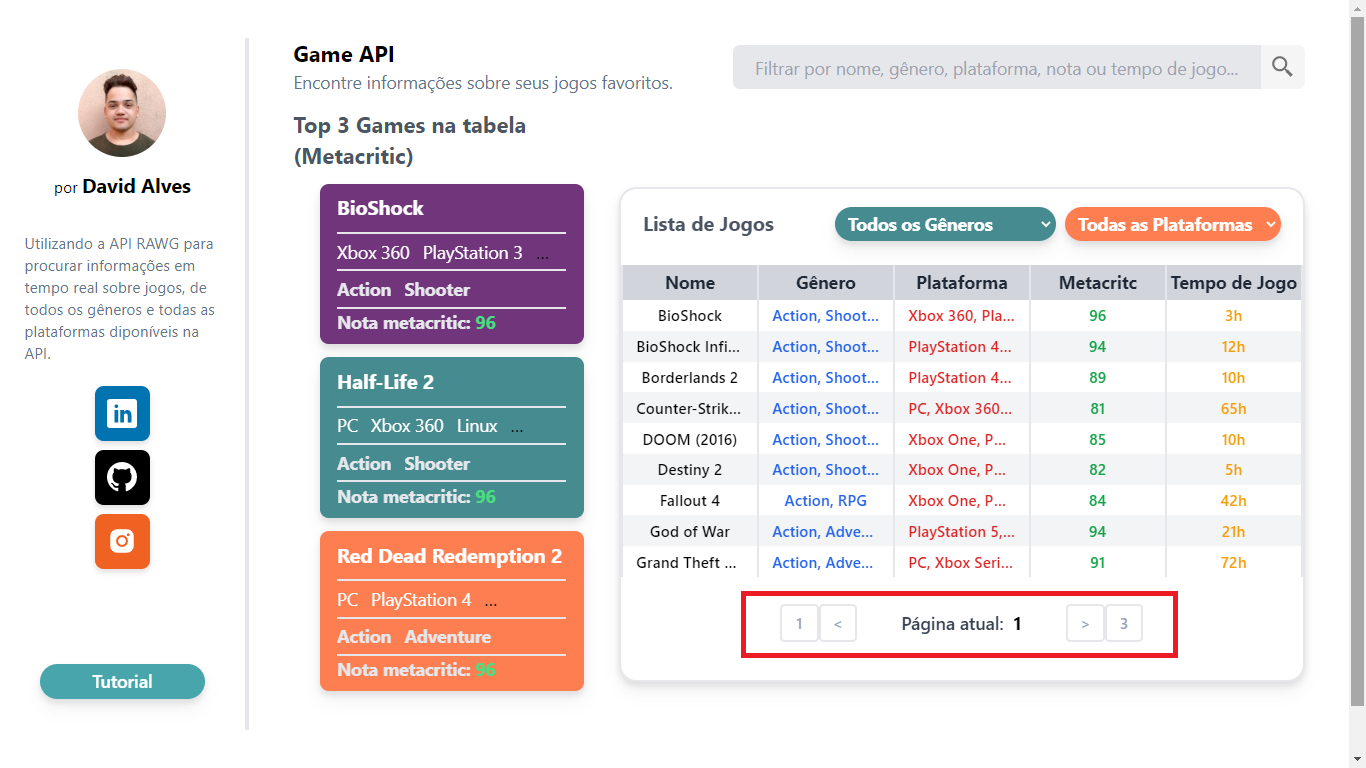 Game API
Encontre informações sobre seus jogos favoritos.
Filtrar por nome, gênero, plataforma, nota ou tempo de jogo...
por David Alves
Utilizando a API RAWG para
procurar informações em
tempo real sobre jogos, de
todos os gêneros e todas as
plataformas diponíveis na
API.
in
Tutorial
Top 3 Games na tabela
(Metacritic)
BioShock
Xbox 360 PlayStation 3 ...
Action Shooter
Nota metacritic: 96
Half-Life 2
PC Xbox 360 Linux ...
Action Shooter
Nota metacritic: 96
Red Dead Redemption 2
PC PlayStation 4 ...
Action Adventure
Nota metacritic: 96
Lista de Jogos Todos os Gêneros Todas as Plataformas
Nome Gênero Plataforma Metacritc Tempo de Jogo
BioShock Action, Shoot... Xbox 360, Pla... 96 3h
BioShock Infi... Action, Shoot... PlayStation 4... 94 12h
Borderlands 2 Action, Shoot... PlayStation 4... 89 10h
Counter-Strik... Action, Shoot... PC, Xbox 360... 81 65h
DOOM (2016) Action, Shoot... Xbox One, P... 85 10h
Destiny 2 Action, Shoot... Xbox One, P... 82 5h
Fallout 4 Action, RPG Xbox One, P... 84 42h
God of War Action, Adve... PlayStation 5,... 94 21h
Grand Theft ... Action, Adve... PC, Xbox Seri... 91 72h
1 < Página atual: 1 > 3